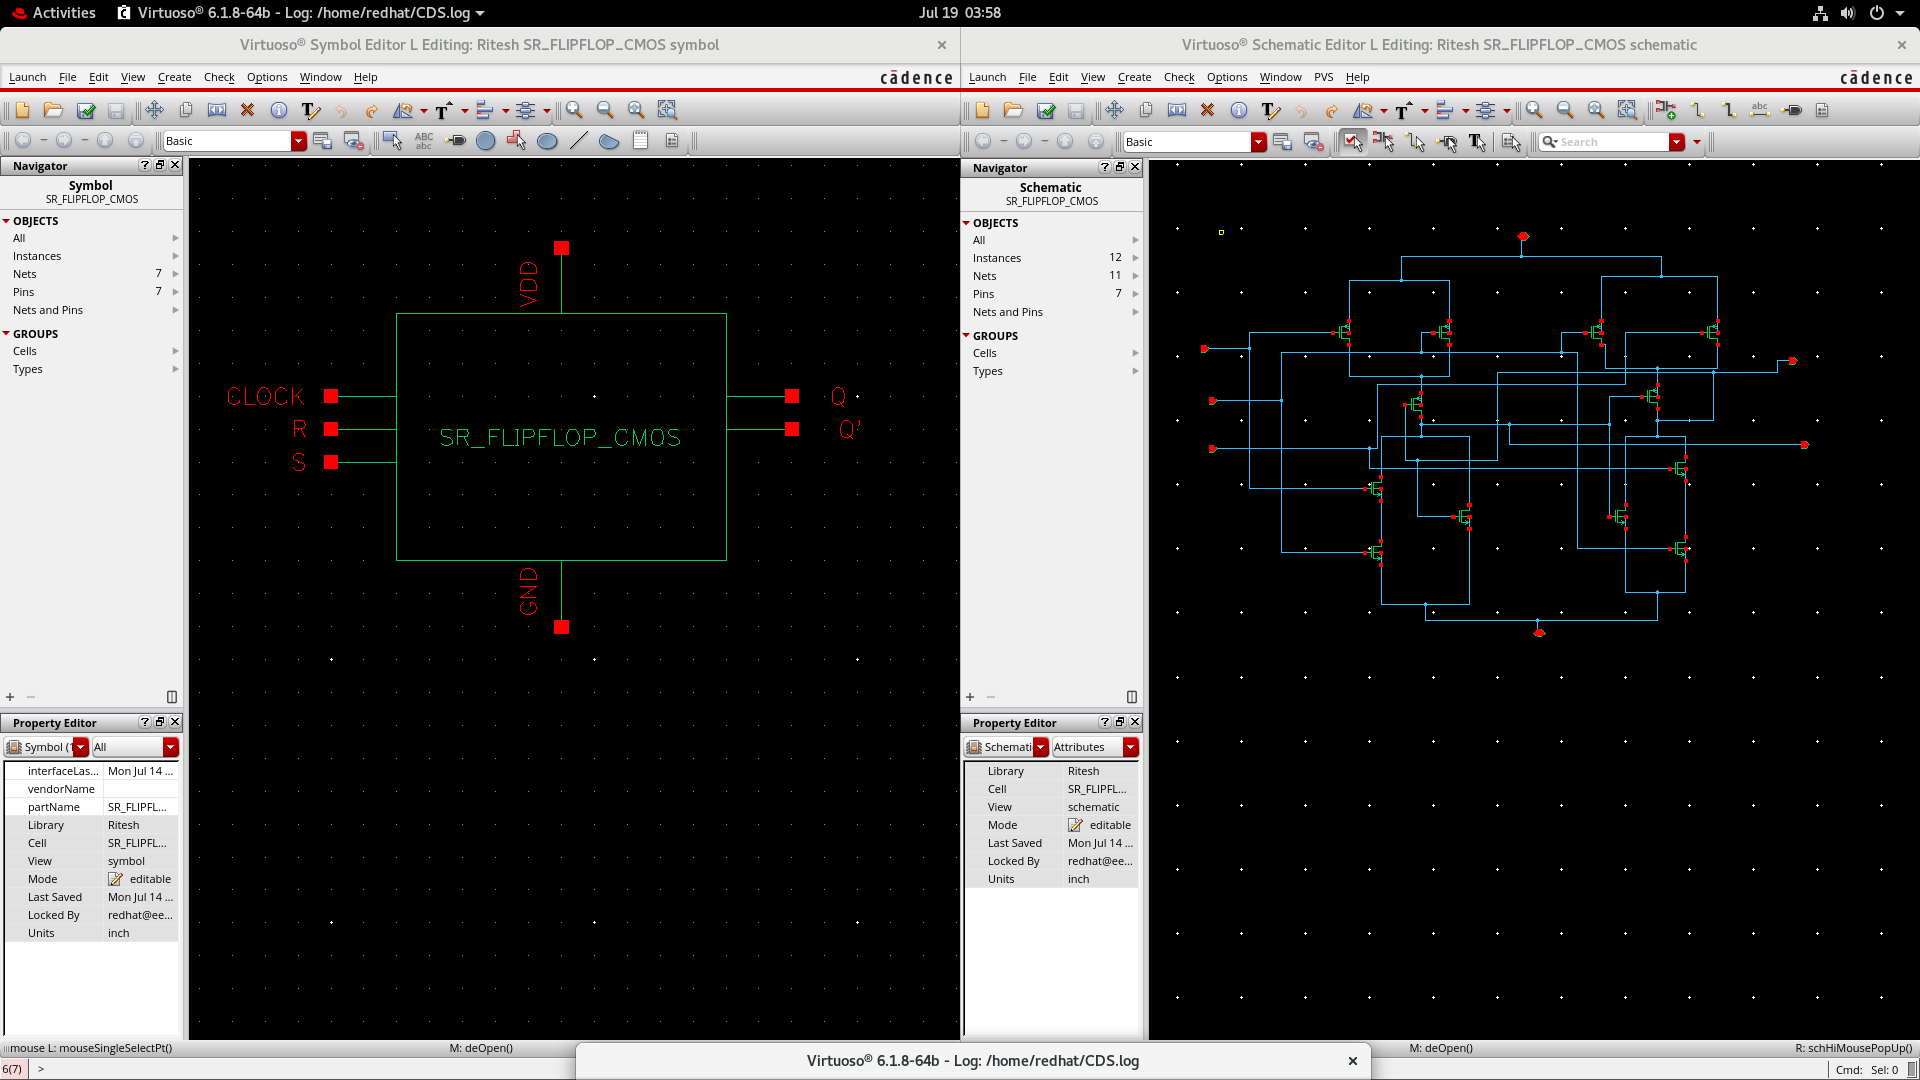 Activities
Virtuoso® 6.1.8-64b - Log: /home/redhat/CDS.log
Jul 19 03:58
Virtuoso® Symbol Editor L Editing: Ritesh SR_FLIPFLOP_CMOS symbol
Launch File Edit View Create Check Options Window Help
cādence
Basic
ABC
abc
Navigator
Symbol
SR_FLIPFLOP_CMOS
OBJECTS
All
Instances
Nets 7
Pins 7
Nets and Pins
GROUPS
Cells
Types
VDD
CLOCK
R
S
SR_FLIPFLOP_CMOS
Q
Q'
GND
Property Editor
Symbol (1
All
interfaceLas... Mon Jul 14 ...
vendorName
partName SR_FLIPFL...
Library Ritesh
Cell SR_FLIPFL...
View symbol
Mode editable
Last Saved Mon Jul 14 ...
Locked By redhat@ee...
Units inch
mouse L: mouseSingleSelectPt()
M: deOpen()
6(7) >
Virtuoso® Schematic Editor L Editing: Ritesh SR_FLIPFLOP_CMOS schematic
Launch File Edit View Create Check Options Window PVS Help
cādence
abc
Basic
Search
Navigator
Schematic
SR_FLIPFLOP_CMOS
OBJECTS
All
Instances 12
Nets 11
Pins 7
Nets and Pins
GROUPS
Cells
Types
Property Editor
Schemati
Attributes
Library Ritesh
Cell SR_FLIPFL...
View schematic
Mode editable
Last Saved Mon Jul 14 ...
Locked By redhat@ee...
Units inch
M: deOpen()
R: schHiMousePopUp()
Cmd: Sel: 0
Virtuoso® 6.1.8-64b - Log: /home/redhat/CDS.log